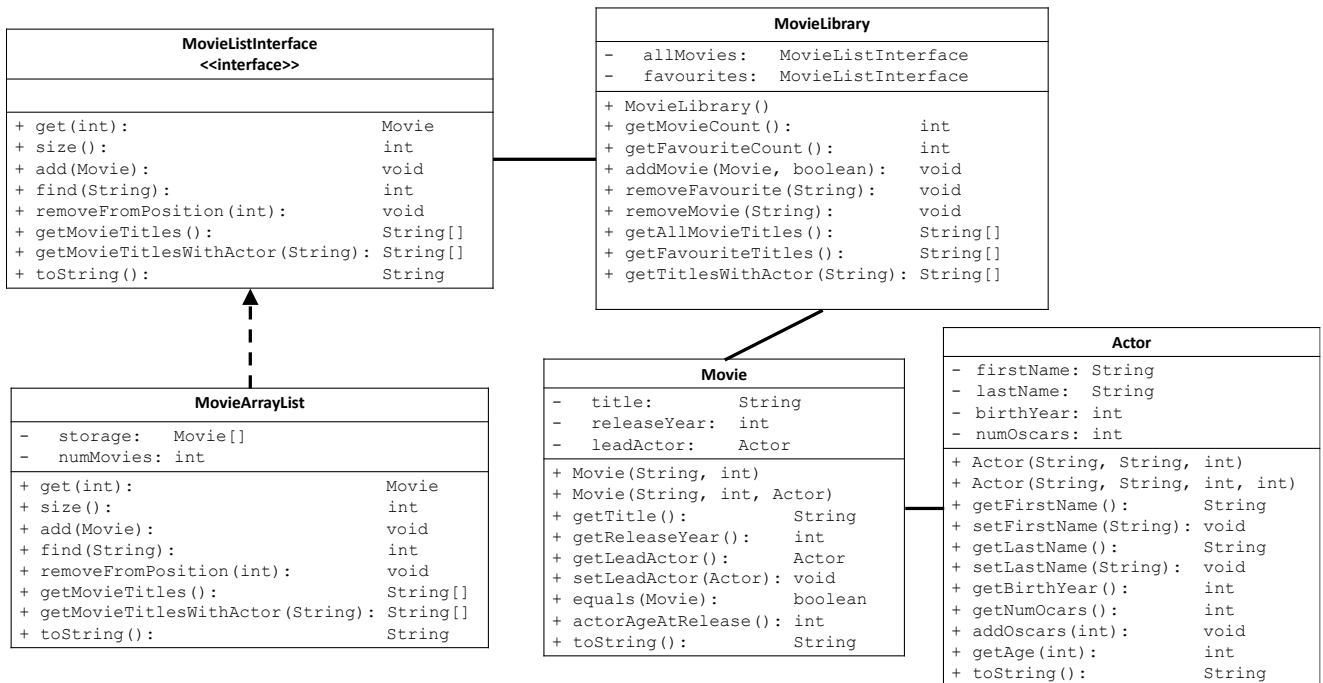 MovieListInterface
<<interface>>
+ get(int): Movie
+ size(): int
+ add(Movie): void
+ find(String): int
+ removeFromPosition(int): void
+ getMovieTitles(): String[]
+ getMovieTitlesWithActor(String): String[]
+ toString(): String
MovieLibrary
- allMovies: MovieListInterface
- favourites: MovieListInterface
+ MovieLibrary()
+ getMovieCount(): int
+ getFavouriteCount(): int
+ addMovie(Movie, boolean): void
+ removeFavourite(String): void
+ removeMovie(String): void
+ getAllMovieTitles(): String[]
+ getFavouriteTitles(): String[]
+ getTitlesWithActor(String): String[]
MovieArrayList
- storage: Movie[]
- numMovies: int
+ get(int): Movie
+ size(): int
+ add(Movie): void
+ find(String): int
+ removeFromPosition(int): void
+ getMovieTitles(): String[]
+ getMovieTitlesWithActor(String): String[]
+ toString(): String
Movie
- title: String
- releaseYear: int
- leadActor: Actor
+ Movie(String, int)
+ Movie(String, int, Actor)
+ getTitle(): String
+ getReleaseYear(): int
+ getLeadActor(): Actor
+ setLeadActor(Actor): void
+ equals(Movie): boolean
+ actorAgeAtRelease(): int
+ toString(): String
Actor
- firstName: String
- lastName: String
- birthYear: int
- numOscars: int
+ Actor(String, String, int)
+ Actor(String, String, int, int)
+ getFirstName(): String
+ setFirstName(String): void
+ getLastName(): String
+ setLastName(String): void
+ getBirthYear(): int
+ getNumOcars(): int
+ addOscars(int): void
+ getAge(int): int
+ toString(): String